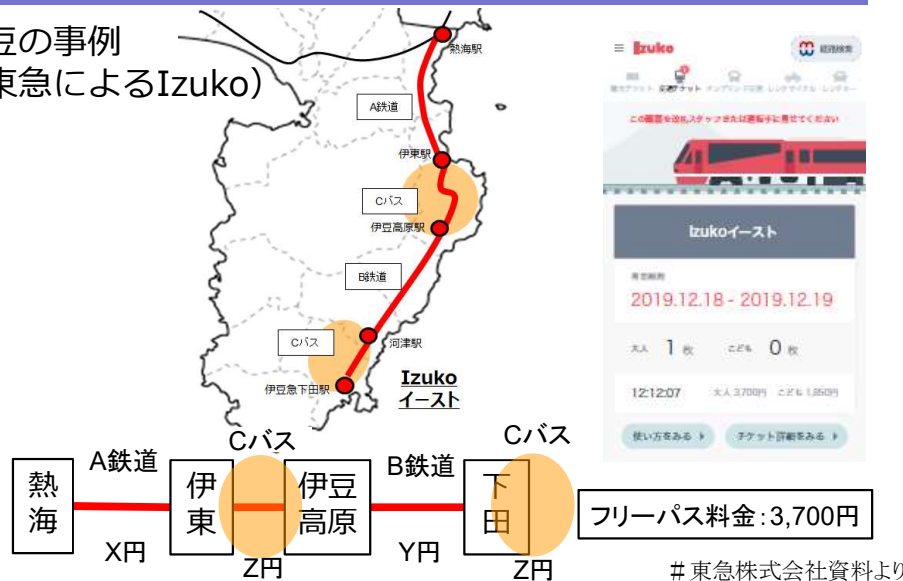 豆の事例
東急によるIzuko）
熱海駅
A鉄道
伊東駅
Cバス
伊豆高原駅
B鉄道
Cバス
河津駅
伊豆急下田駅
Izuko
イースト
Izuko
経路検索
この画面を改札スタッフまたは運転手に見せてください
Izukoイースト
有効期間
2019.12.18 - 2019.12.19
大人 1 枚 こども 0 枚
12:12:07 大人 3,700円 こども 1,850円
使い方をみる
チケット詳細をみる
Cバス
Cバス
A鉄道
B鉄道
熱海
伊東
伊豆高原
下田
X円
Z円
Y円
Z円
フリーパス料金：3,700円
＃東急株式会社資料より